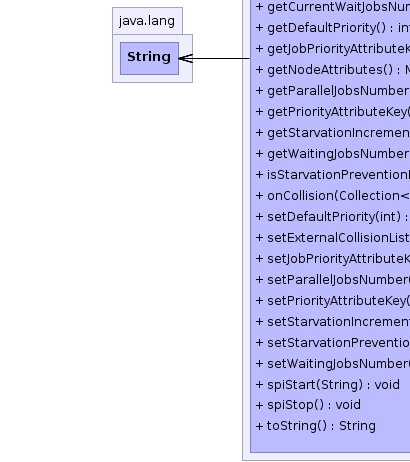 java.lang
String
+ getCurrentWaitJobsNum
+ getDefaultPriority() : in
+ getJobPriorityAttributeK
+ getNodeAttributes() : M
+ getParallelJobsNumber
+ getPriorityAttributeKey(
+ getStarvationIncremen
+ getWaitingJobsNumber
+ isStarvationPrevention
+ onCollision(Collection<
+ setDefaultPriority(int) :
+ setExternalCollisionList
+ setJobPriorityAttributeK
+ setParallelJobsNumber(
+ setPriorityAttributeKey(
+ setStarvationIncremen
+ setStarvationPreventio
+ setWaitingJobsNumber(
+ spiStart(String) : void
+ spiStop() : void
+ toString() : String